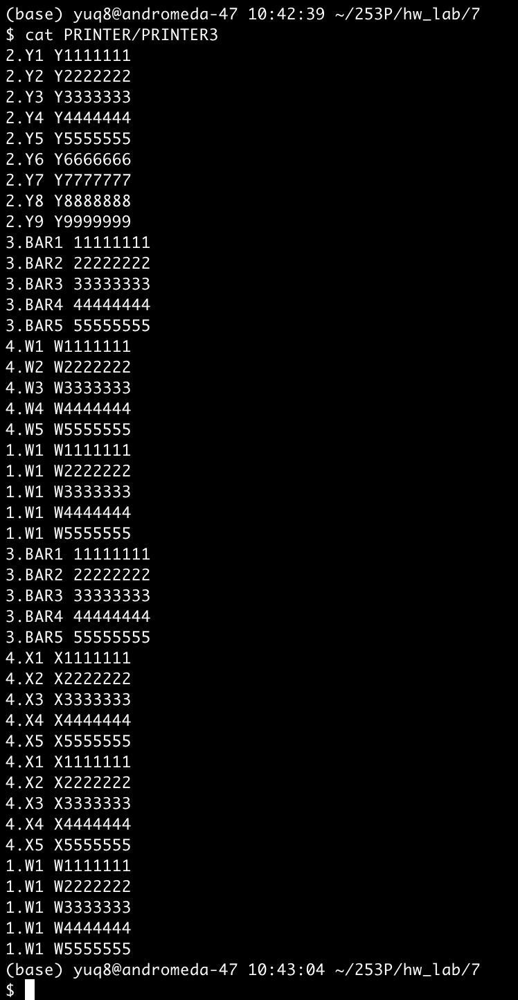 (base) yuq8@andromeda-47 10:42:39 ~/253P/hw_lab/7
$ cat PRINTER/PRINTER3
2.Y1 Y1111111
2.Y2 Y2222222
2.Y3 Y3333333
2.Y4 Y4444444
2.Y5 Y5555555
2.Y6 Y6666666
2.Y7 Y7777777
2.Y8 Y8888888
2.Y9 Y9999999
3.BAR1 11111111
3.BAR2 22222222
3.BAR3 33333333
3.BAR4 44444444
3.BAR5 55555555
4.W1 W1111111
4.W2 W2222222
4.W3 W3333333
4.W4 W4444444
4.W5 W5555555
1.W1 W1111111
1.W1 W2222222
1.W1 W3333333
1.W1 W4444444
1.W1 W5555555
3.BAR1 11111111
3.BAR2 22222222
3.BAR3 33333333
3.BAR4 44444444
3.BAR5 55555555
4.X1 X1111111
4.X2 X2222222
4.X3 X3333333
4.X4 X4444444
4.X5 X5555555
4.X1 X1111111
4.X2 X2222222
4.X3 X3333333
4.X4 X4444444
4.X5 X5555555
1.W1 W1111111
1.W1 W2222222
1.W1 W3333333
1.W1 W4444444
1.W1 W5555555
(base) yuq8@andromeda-47 10:43:04 ~/253P/hw_lab/7
$